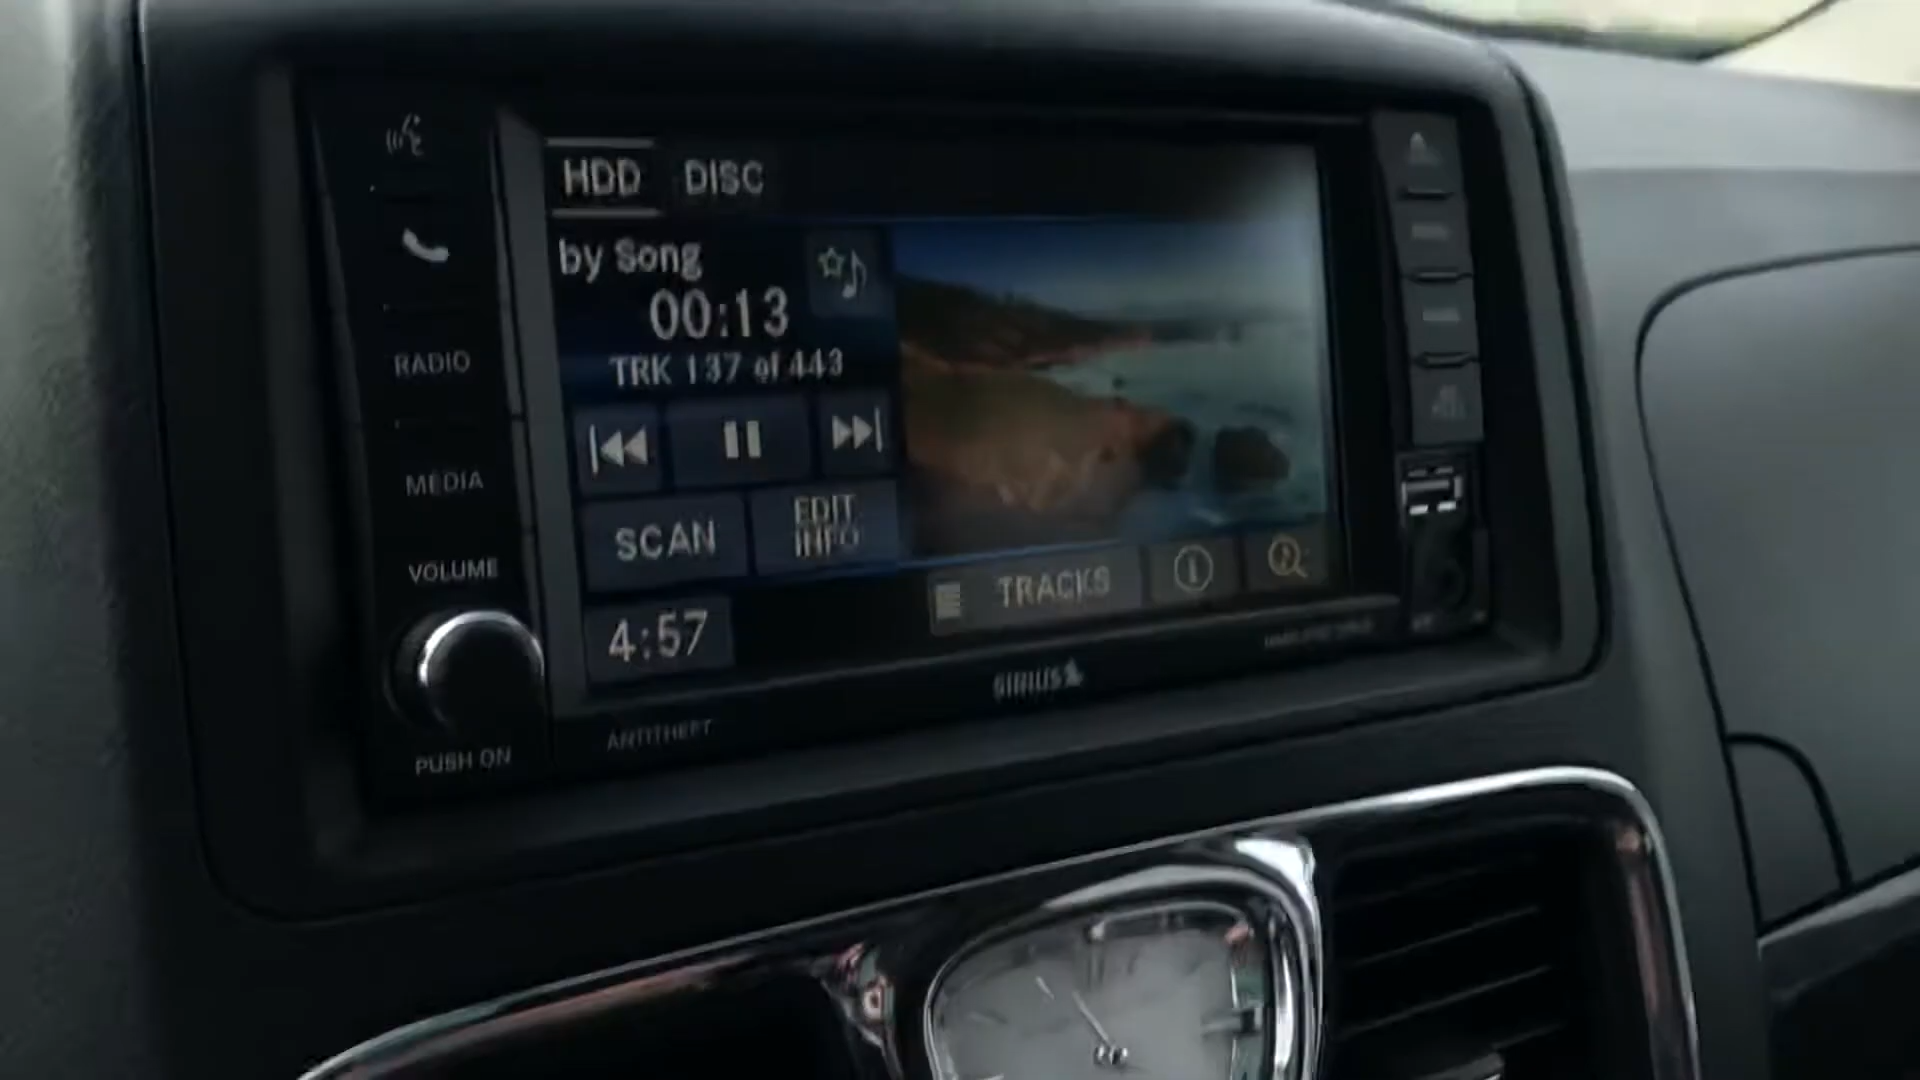 HDD DISC
by Song
00:13
TRK 137 of 443
RADIO
MEDIA
SCAN
EDIT
INFO
VOLUME
TRACKS
4:57
SIRIUS
ANTITHEFT
PUSH ON